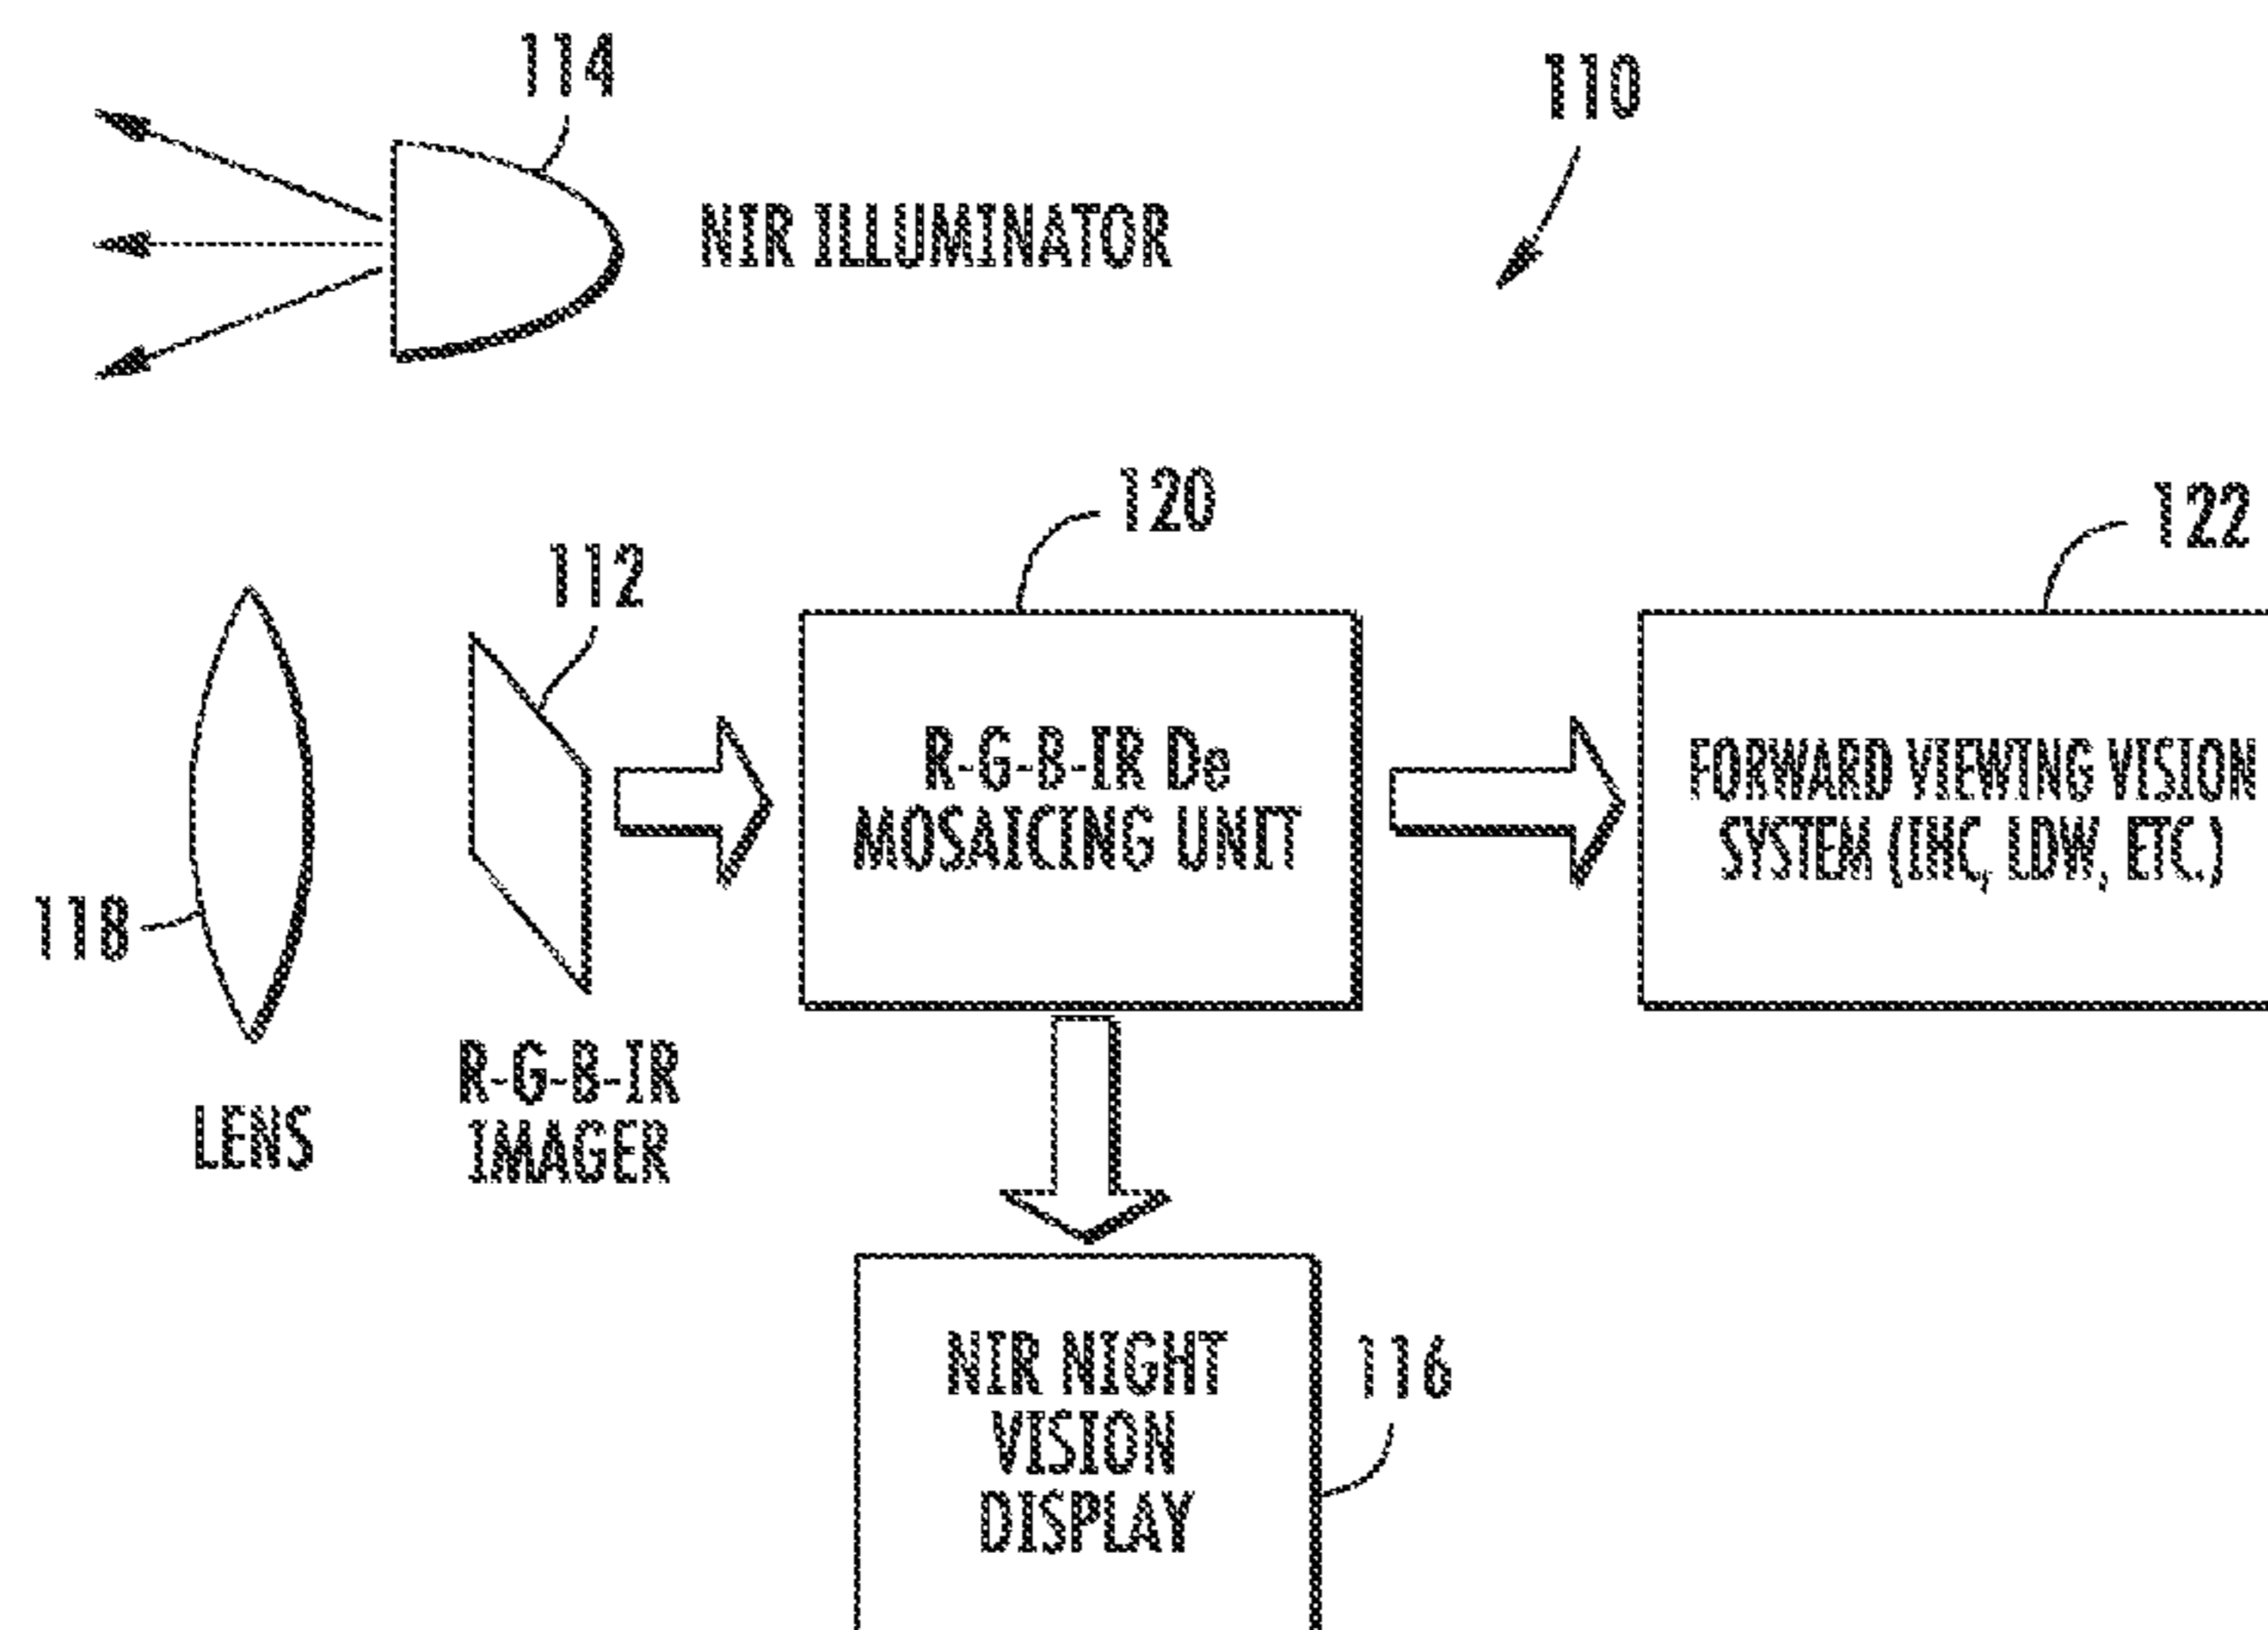 114
110
NIR ILLUMINATOR
120
122
112
R-G-B-IR De
MOSAICING UNIT
FORWARD VIEWING VISION
SYSTEM (IHC, LDW, ETC.)
118
R-G-B-IR
IMAGER
LENS
NIR NIGHT
VISION
DISPLAY
116